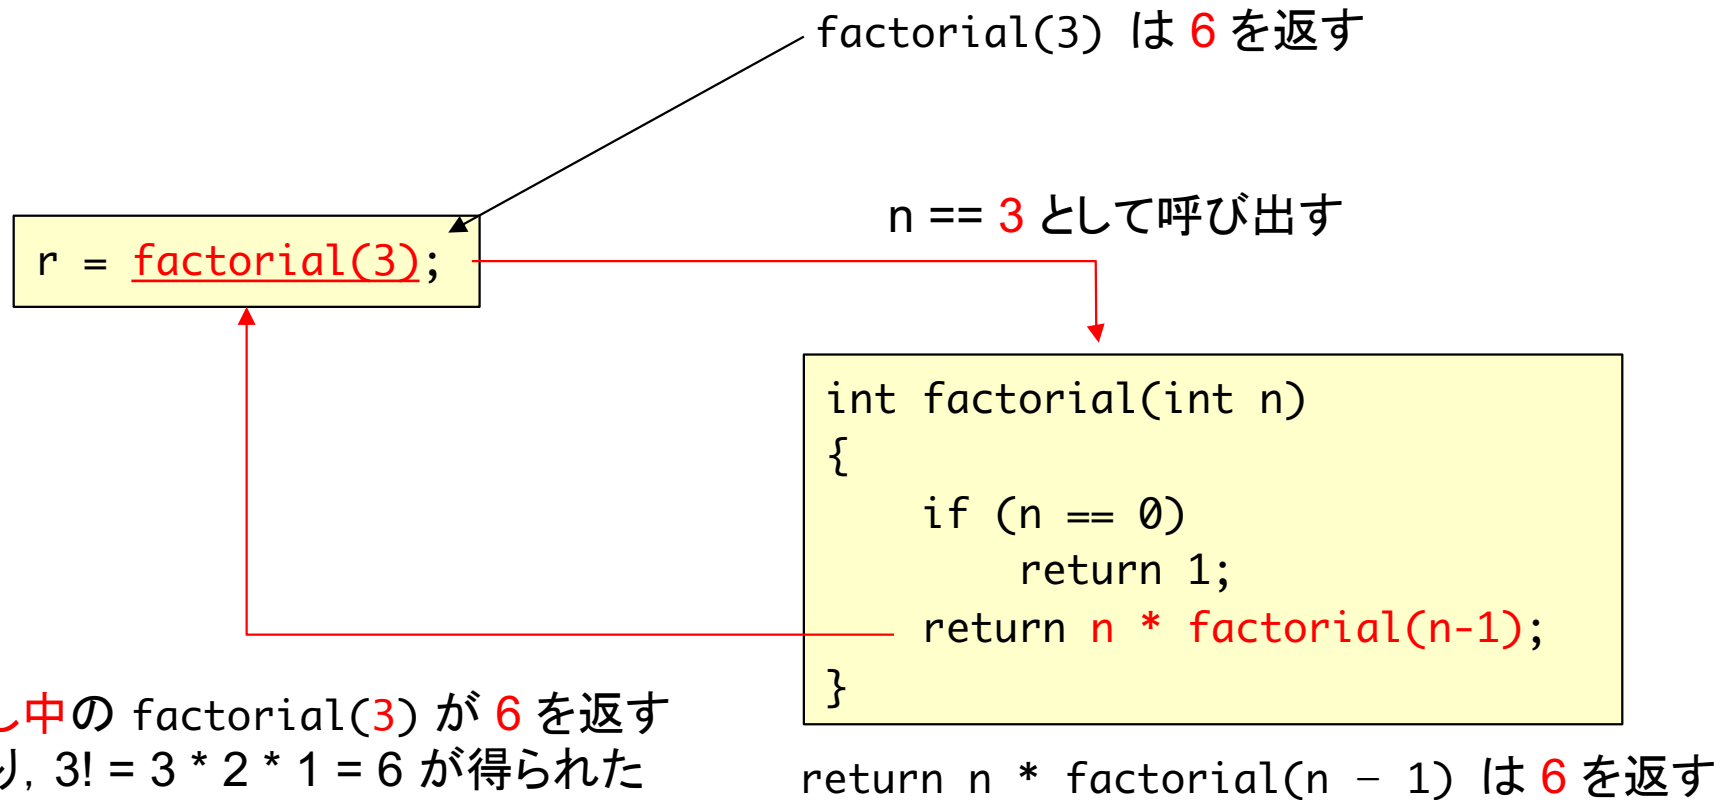 factorial(3) は 6 を返す
n == 3 として呼び出す
r = factorial(3);
int factorial(int n)
{
if (n == 0)
return 1;
return n * factorial(n-1);
}
し中の factorial(3) が 6 を返す
り, 3! = 3 * 2 * 1 = 6 が得られた
return n * factorial(n – 1) は 6 を返す